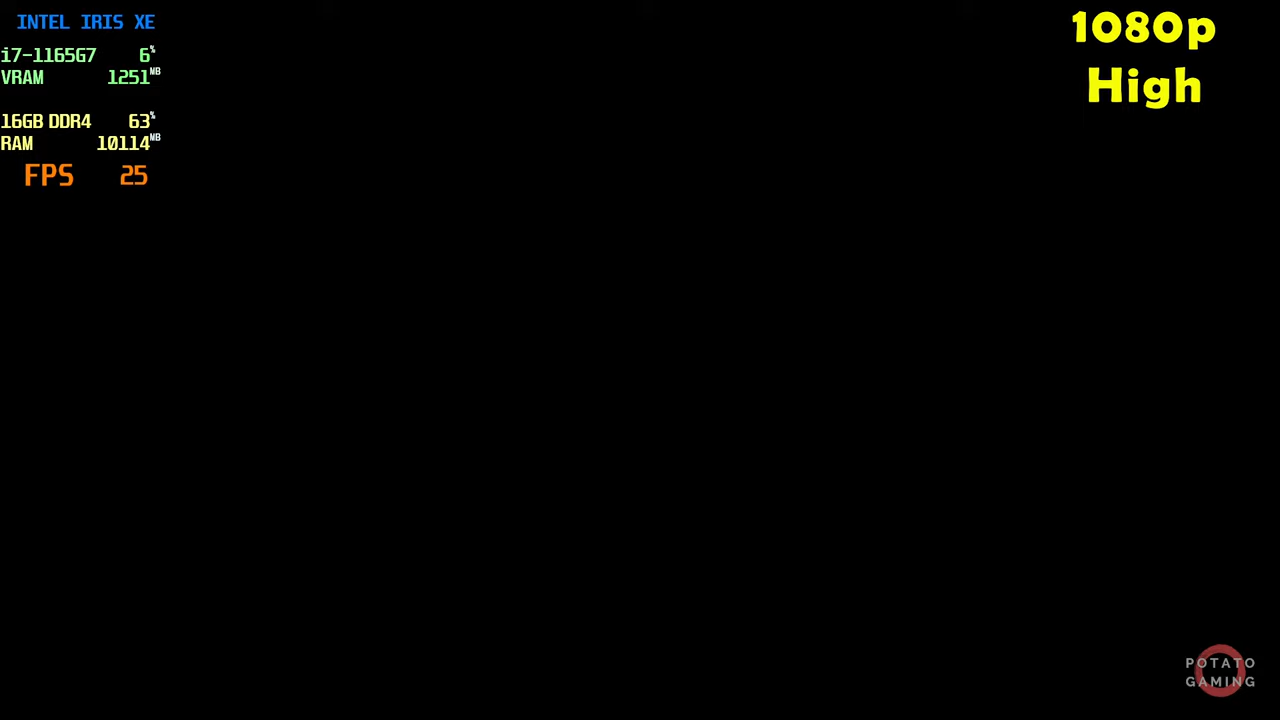 INTEL IRIS XE
i7-1165G7 6%
VRAM 1251MB
16GB DDR4 63%
RAM 10114MB
FPS 25
1080p
High
POTATO
GAMING